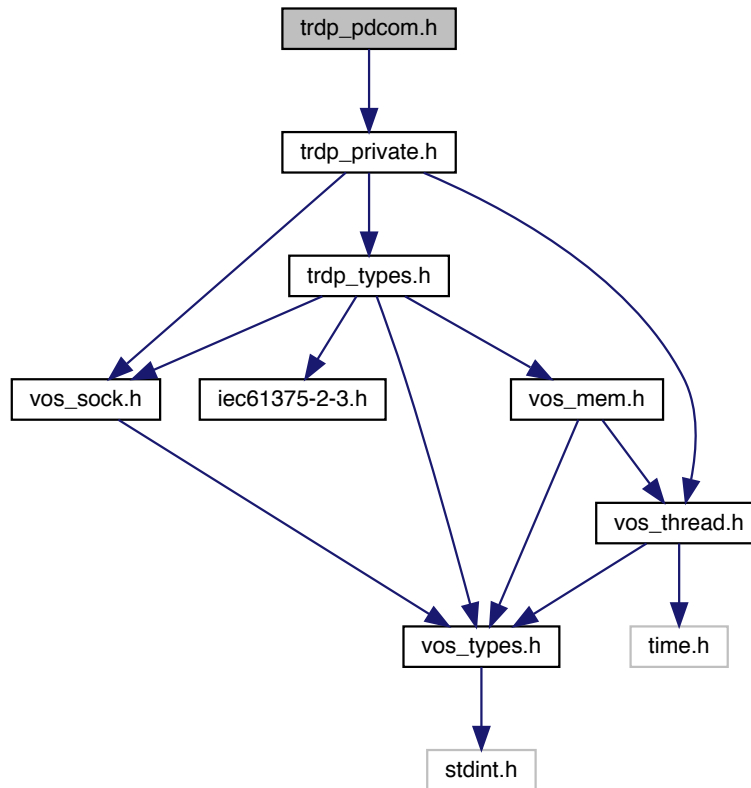 trdp_pdcom.h
trdp_private.h
trdp_types.h
vos_sock.h
iec61375-2-3.h
vos_mem.h
vos_thread.h
vos_types.h
time.h
stdint.h